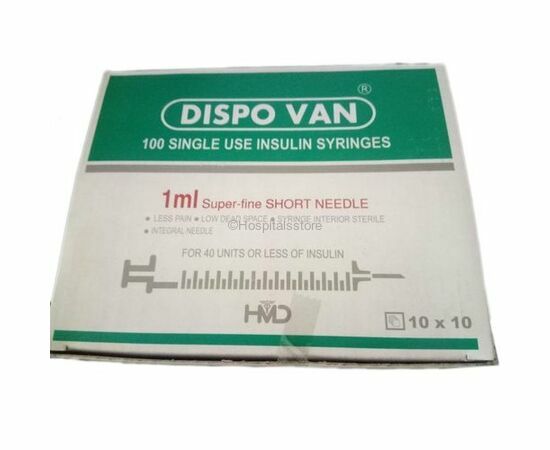 DISPO VAN ®
100 SINGLE USE INSULIN SYRINGES
1ml Super-fine SHORT NEEDLE
• LESS PAIN • LOW DEAD SPACE • SYRINGE INTERIOR STERILE
©Hospitalsstore
• INTEGRAL NEEDLE
FOR 40 UNITS OR LESS OF INSULIN
HMD
10 x 10